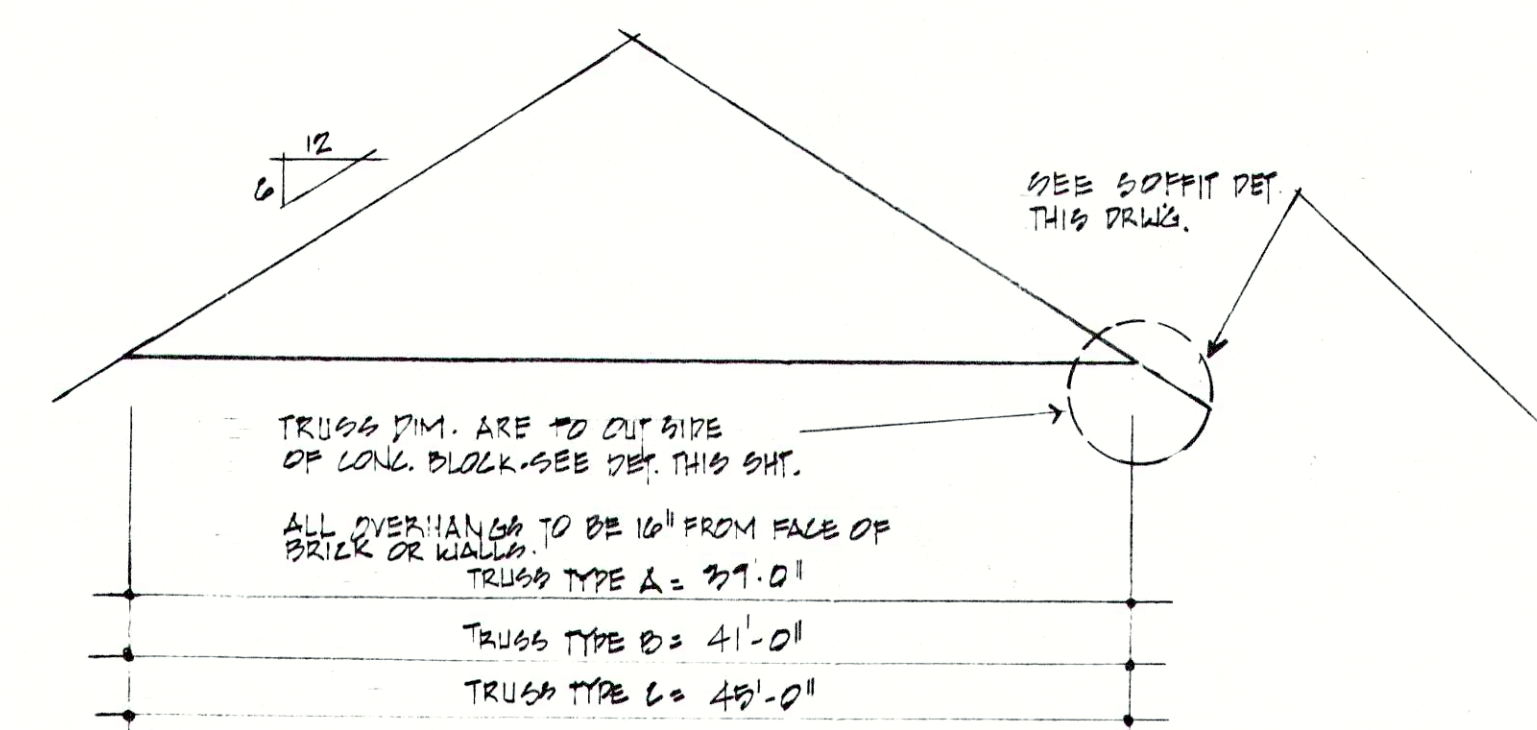 12
6
SEE SOFFIT DET.
THIS DRWG.
TRUSS DIM. ARE TO OUTSIDE
OF CONC. BLOCK-SEE DET. THIS SHT.
ALL OVERHANGS TO BE 16" FROM FACE OF
BRICK OR WALLS.
TRUSS TYPE A = 39'-0"
TRUSS TYPE B = 41'-0"
TRUSS TYPE C = 45'-0"